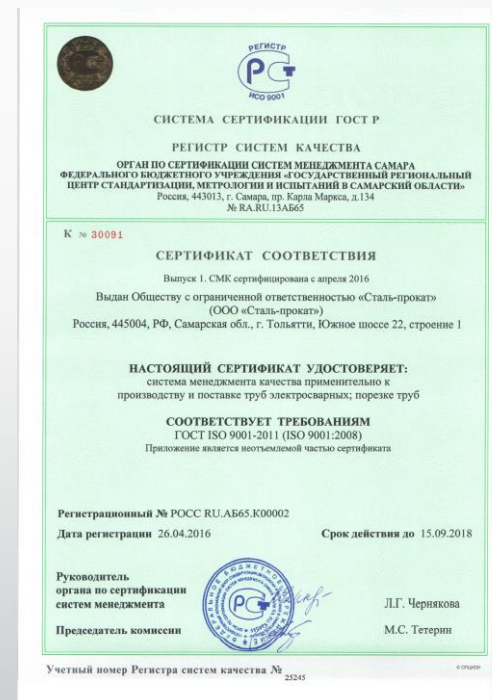 РЕГИСТР
РСТ
ИСО 9001
СИСТЕМА СЕРТИФИКАЦИИ ГОСТ Р
РЕГИСТР СИСТЕМ КАЧЕСТВА
ОРГАН ПО СЕРТИФИКАЦИИ СИСТЕМ МЕНЕДЖМЕНТА САМАРА
ФЕДЕРАЛЬНОГО БЮДЖЕТНОГО УЧРЕЖДЕНИЯ «ГОСУДАРСТВЕННЫЙ РЕГИОНАЛЬНЫЙ
ЦЕНТР СТАНДАРТИЗАЦИИ, МЕТРОЛОГИИ И ИСПЫТАНИЙ В САМАРСКИЙ ОБЛАСТИ»
Россия, 443013, г. Самара, пр. Карла Маркса, д.134
№ RA.RU.13АБ65
К № 30091
СЕРТИФИКАТ СООТВЕТСТВИЯ
Выпуск 1. СМК сертифицирована с апреля 2016
Выдан Обществу с ограниченной ответственностью «Сталь-прокат»
(ООО «Сталь-прокат»)
Россия, 445004, РФ, Самарская обл., г. Тольятти, Южное шоссе 22, строение 1
НАСТОЯЩИЙ СЕРТИФИКАТ УДОСТОВЕРЯЕТ:
система менеджмента качества применительно к
производству и поставке труб электросварных; порезке труб
СООТВЕТСТВУЕТ ТРЕБОВАНИЯМ
ГОСТ ISO 9001-2011 (ISO 9001:2008)
Приложение является неотъемлемой частью сертификата
Регистрационный № РОСС RU.АБ65.К00002
Дата регистрации 26.04.2016 Срок действия до 15.09.2018
Руководитель
органа по сертификации
систем менеджмента Л.Г. Чернякова
Председатель комиссии М.С. Тетерин
Учетный номер Регистра систем качества № 25245